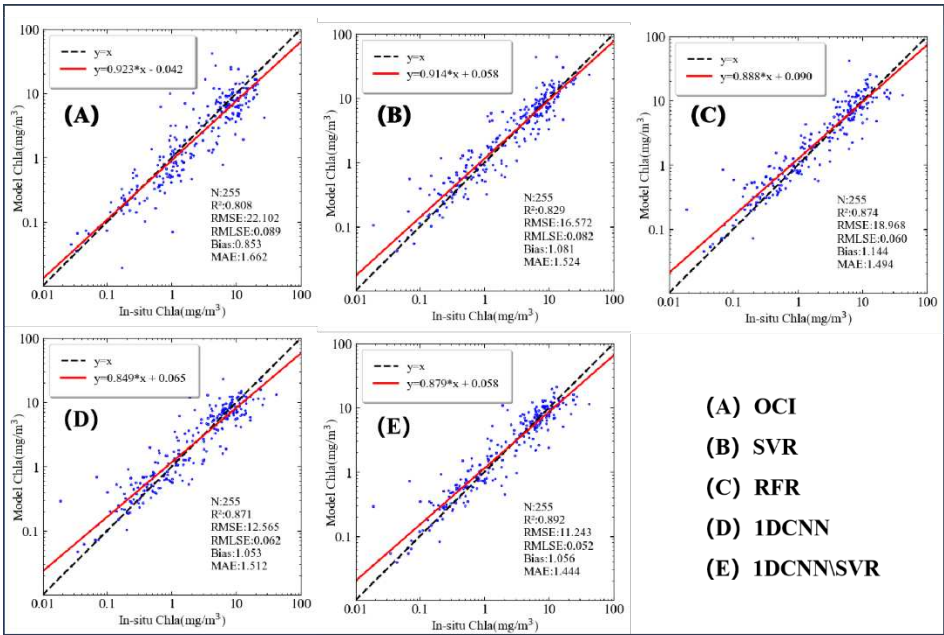 100
10
1
0.1
Model Chla(mg/m³)
y=x
y=0.923*x - 0.042
(A)
N:255
R²:0.808
RMSE:22.102
RMLSE:0.089
Bias:0.853
MAE:1.662
0.01 0.1 1 10 100
In-situ Chla(mg/m³)
100
10
1
0.1
Model Chla(mg/m³)
y=x
y=0.914*x + 0.058
(B)
N:255
R²:0.829
RMSE:16.572
RMLSE:0.082
Bias:1.081
MAE:1.524
0.01 0.1 1 10 100
In-situ Chla(mg/m³)
100
10
1
0.1
Model Chla(mg/m³)
y=x
y=0.888*x + 0.090
(C)
N:255
R²:0.874
RMSE:18.968
RMLSE:0.060
Bias:1.144
MAE:1.494
0.01 0.1 1 10 100
In-situ Chla(mg/m³)
100
10
1
0.1
Model Chla(mg/m³)
y=x
y=0.849*x + 0.065
(D)
N:255
R²:0.871
RMSE:12.565
RMLSE:0.062
Bias:1.053
MAE:1.512
0.01 0.1 1 10 100
In-situ Chla(mg/m³)
100
10
1
0.1
Model Chla(mg/m³)
y=x
y=0.879*x + 0.058
(E)
N:255
R²:0.892
RMSE:11.243
RMLSE:0.052
Bias:1.056
MAE:1.444
0.01 0.1 1 10 100
In-situ Chla(mg/m³)
(A) OCI
(B) SVR
(C) RFR
(D) 1DCNN
(E) 1DCNN\SVR